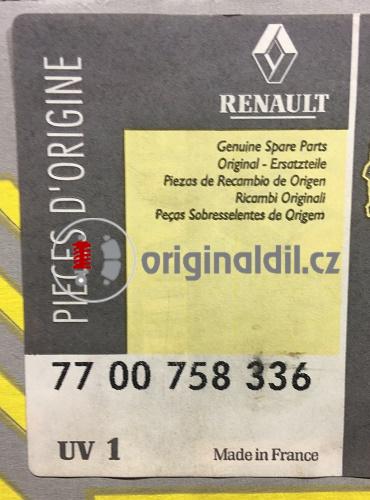 PIECES D'ORIGINE
RENAULT
Genuine Spare Parts
Original - Ersatzteile
Piezas de Recambio de Origen
Ricambi Originali
Peças Sobresselentes de Origem
originaldil.cz
77 00 758 336
UV 1
Made in France